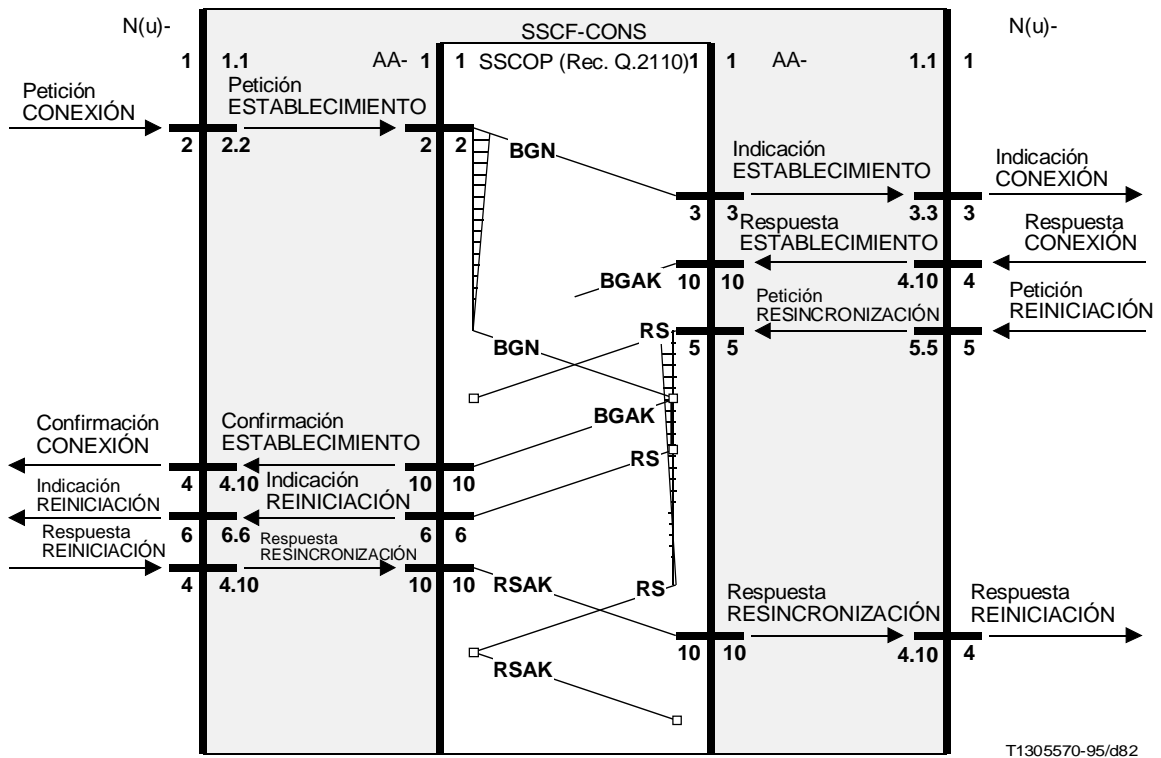 N(u)-
SSCF-CONS
N(u)-
1 1.1 AA- 1 1 SSCOP (Rec. Q.2110) 1 1 AA- 1.1 1
Petición
CONEXIÓN
Petición
ESTABLECIMIENTO
2 2.2 2 2
BGN
Indicación
ESTABLECIMIENTO
Indicación
CONEXIÓN
3 3 3.3 3
Respuesta
ESTABLECIMIENTO
Respuesta
CONEXIÓN
BGAK 10 10 4.10 4
Petición
RESINCRONIZACIÓN
Petición
REINICIACIÓN
RS
5 5 5.5 5
BGN
Confirmación
CONEXIÓN
Confirmación
ESTABLECIMIENTO
BGAK
RS
4 4.10 10 10
Indicación
REINICIACIÓN
Indicación
REINICIACIÓN
6 6.6 6 6
Respuesta
REINICIACIÓN
Respuesta
RESINCRONIZACIÓN
4 4.10 10 10 RSAK RS
Respuesta
RESINCRONIZACIÓN
Respuesta
REINICIACIÓN
10 10 4.10 4
RSAK
T1305570-95/d82